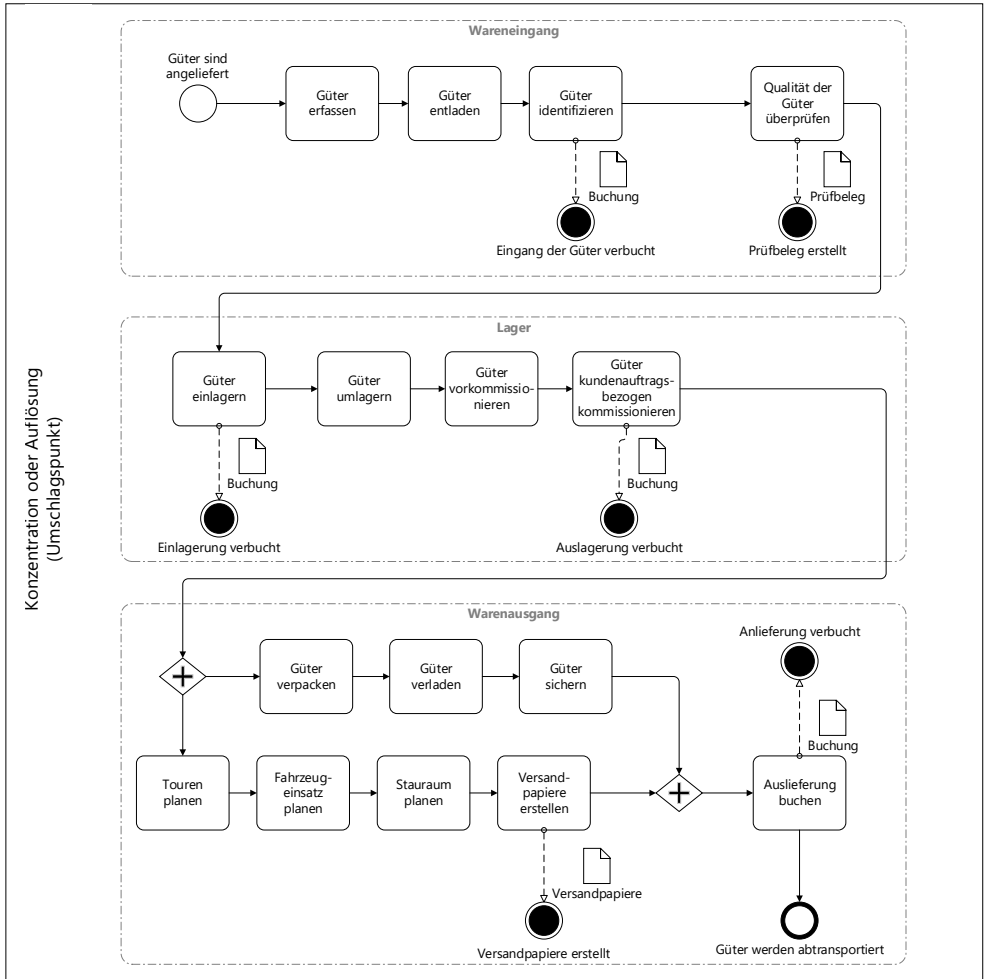 Konzentration oder Auflösung
(Umschlagspunkt)
Wareneingang
Güter sind
angeliefert
Güter
erfassen
Güter
entladen
Güter
identifizieren
Qualität der
Güter
überprüfen
Buchung
Prüfbeleg
Eingang der Güter verbucht
Prüfbeleg erstellt
Lager
Güter
einlagern
Güter
umlagern
Güter
vorkommissio-
nieren
Güter
kundenauftrags-
bezogen
kommissionieren
Buchung
Buchung
Einlagerung verbucht
Auslagerung verbucht
Warenausgang
Anlieferung verbucht
Güter
verpacken
Güter
verladen
Güter
sichern
Buchung
Touren
planen
Fahrzeug-
einsatz
planen
Stauraum
planen
Versand-
papiere
erstellen
Auslieferung
buchen
Versandpapiere
Versandpapiere erstellt
Güter werden abtransportiert